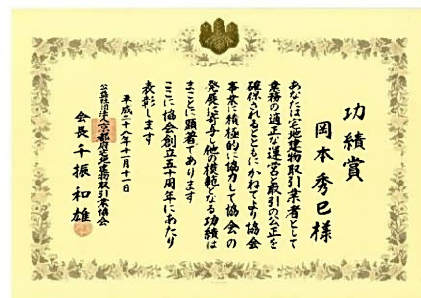 功績賞
岡本秀巳様
あなたは宅地建物取引業者として
業務の適正な運営と取引の公正を
確保されるとともにかねてより協会
事業に積極的に協力して協会の
発展に寄与し他の模範となる功績は
まことに顕著であります
ここに協会創立五十周年にあたり
表彰します
平成二十八年十一月十一日
公益社団法人京都府宅地建物取引業協会
会長千振和雄